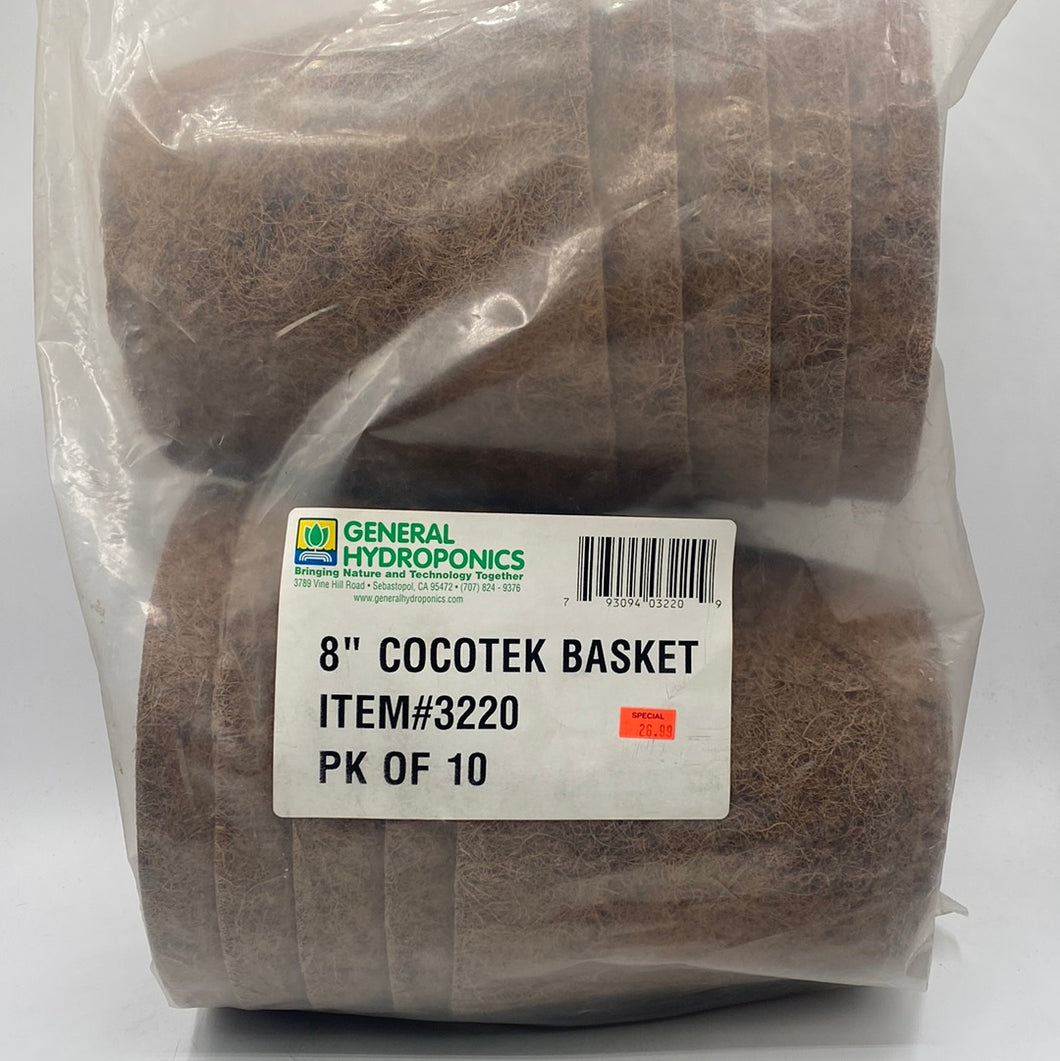 GENERAL
HYDROPONICS
Bringing Nature and Technology Together
3789 Vine Hill Road • Sebastopol, CA 95472 • (707) 824 - 9376
www.generalhydroponics.com
7 93094 03220 9
8" COCOTEK BASKET
ITEM#3220
PK OF 10
SPECIAL
26.99